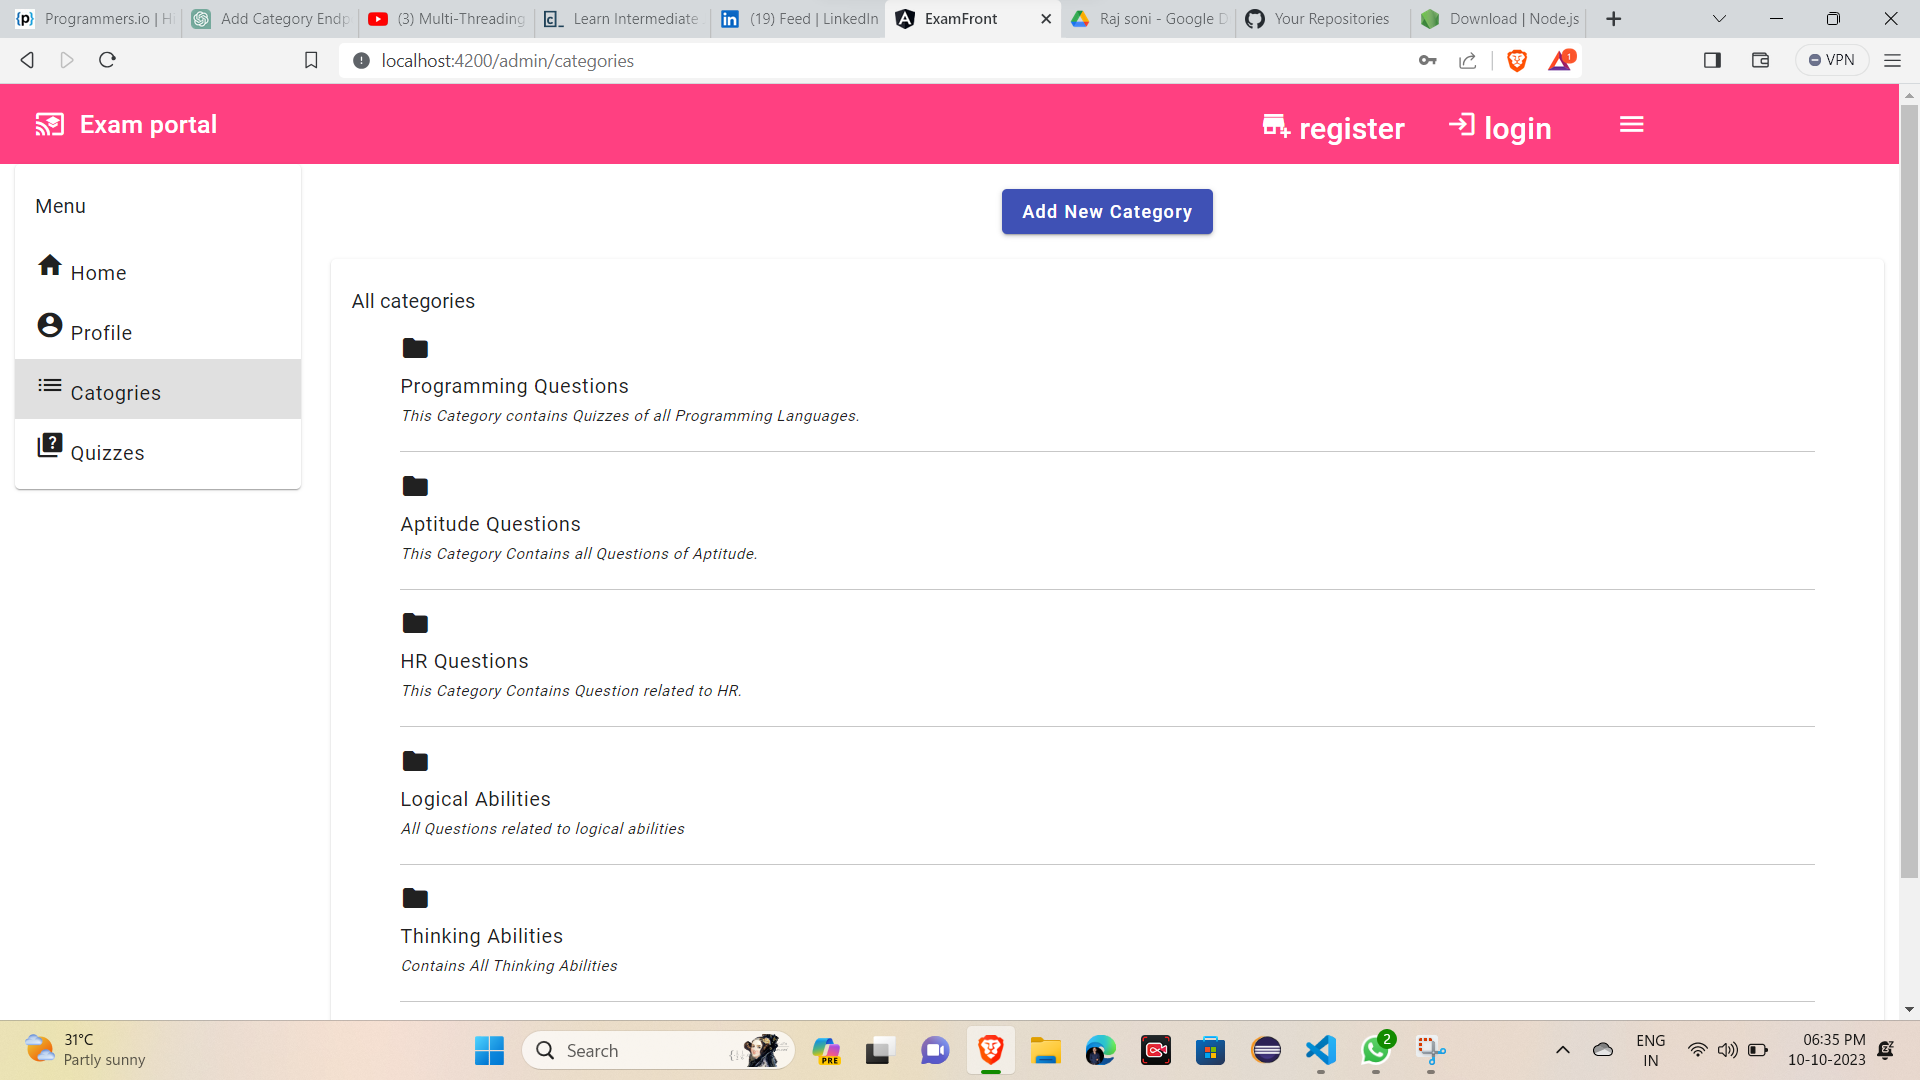 Programmers.io | Hi
Add Category Endp
(3) Multi-Threading
Learn Intermediate
(19) Feed | LinkedIn
ExamFront
Raj soni - Google D
Your Repositories
Download | Node.js
localhost:4200/admin/categories
1
VPN
Exam portal
register
login
Menu
Home
Profile
Catogries
Quizzes
Add New Category
All categories
Programming Questions
This Category contains Quizzes of all Programming Languages.
Aptitude Questions
This Category Contains all Questions of Aptitude.
HR Questions
This Category Contains Question related to HR.
Logical Abilities
All Questions related to logical abilities
Thinking Abilities
Contains All Thinking Abilities
31°C
Partly sunny
Search
PRE
2
ENG
IN
06:35 PM
10-10-2023